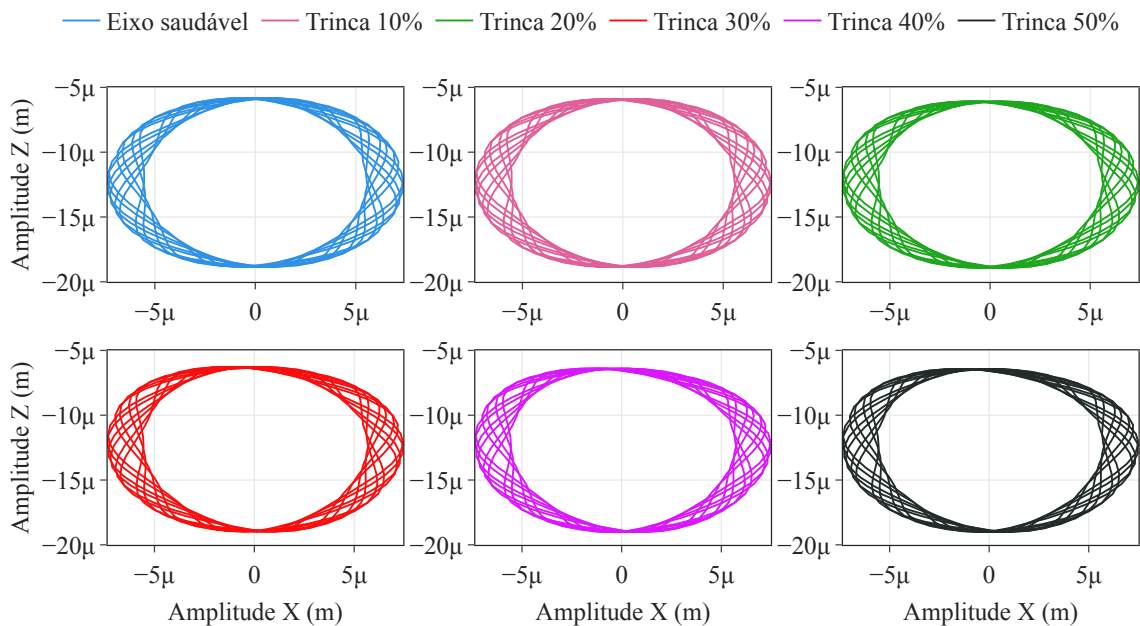 Eixo saudável Trinca 10% Trinca 20% Trinca 30% Trinca 40% Trinca 50%
Amplitude Z (m)
−5µ −5µ −5µ
−10µ −10µ −10µ
−15µ −15µ −15µ
−20µ −20µ −20µ
−5µ 0 5µ −5µ 0 5µ −5µ 0 5µ
Amplitude Z (m)
−5µ −5µ −5µ
−10µ −10µ −10µ
−15µ −15µ −15µ
−20µ −20µ −20µ
−5µ 0 5µ −5µ 0 5µ −5µ 0 5µ
Amplitude X (m) Amplitude X (m) Amplitude X (m)